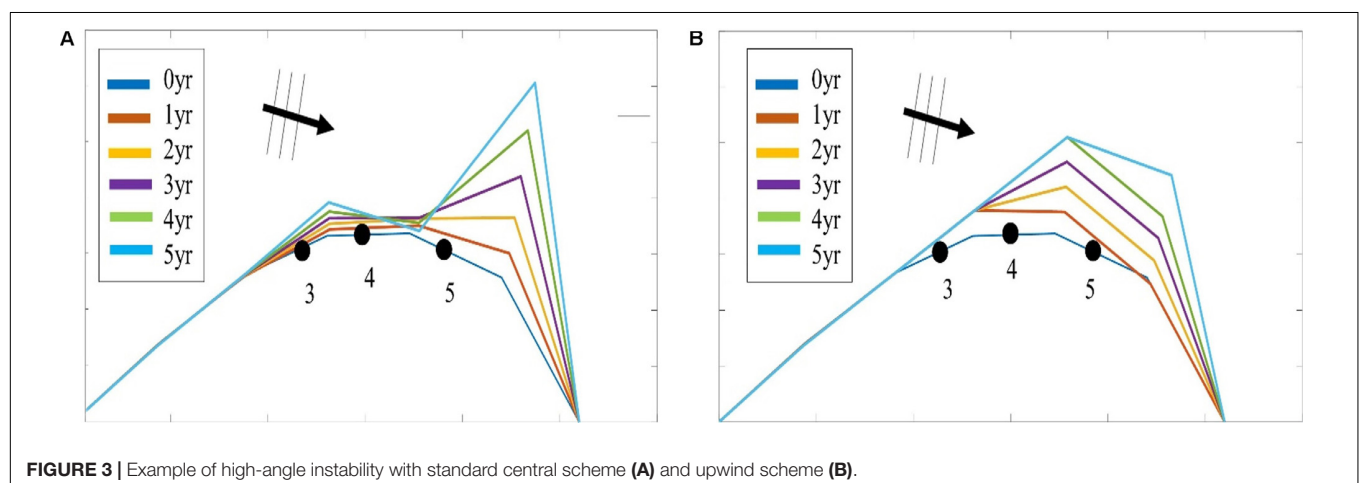 A
0yr
1yr
2yr
3yr
4yr
5yr
3
4
5
B
0yr
1yr
2yr
3yr
4yr
5yr
3
4
5
FIGURE 3 | Example of high-angle instability with standard central scheme (A) and upwind scheme (B).